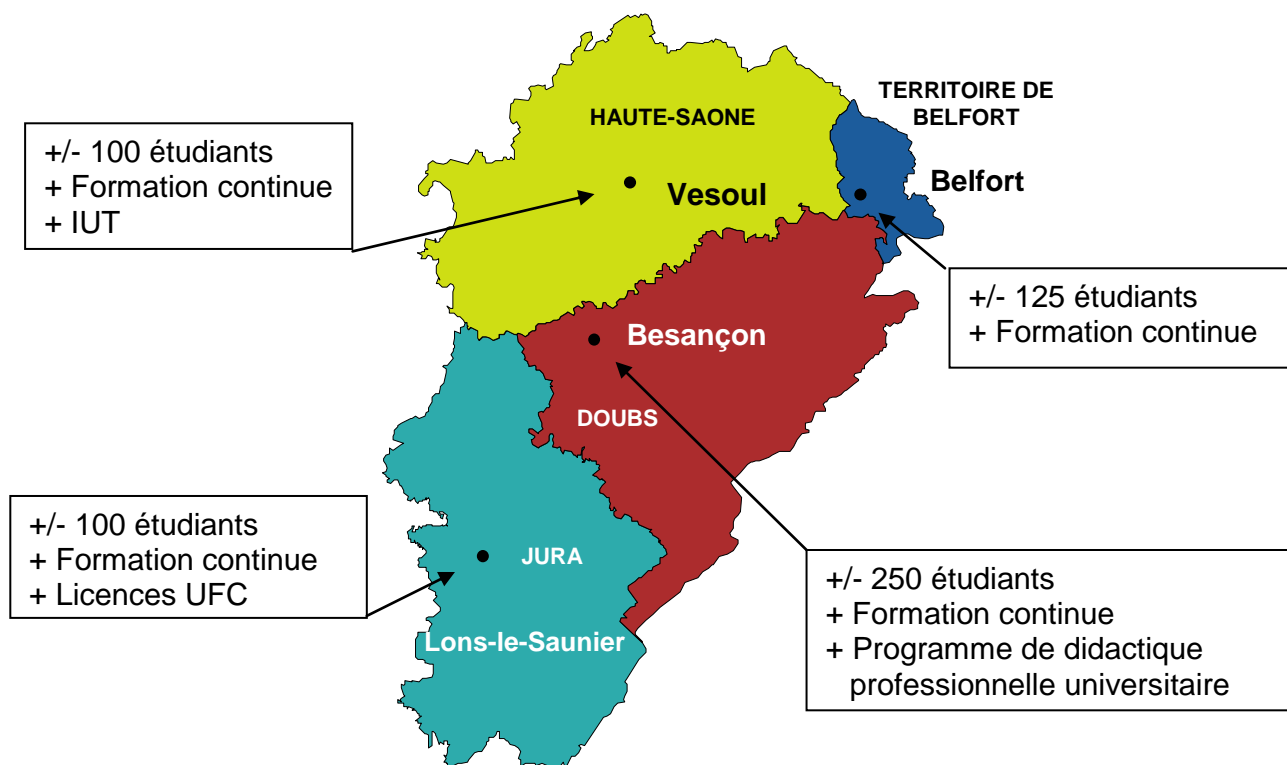 TERRITOIRE DE
BELFORT
HAUTE-SAONE
+/- 100 étudiants
+ Formation continue
+ IUT
Vesoul
Belfort
+/- 125 étudiants
+ Formation continue
Besançon
DOUBS
+/- 100 étudiants
+ Formation continue
+ Licences UFC
JURA
Lons-le-Saunier
+/- 250 étudiants
+ Formation continue
+ Programme de didactique
professionnelle universitaire